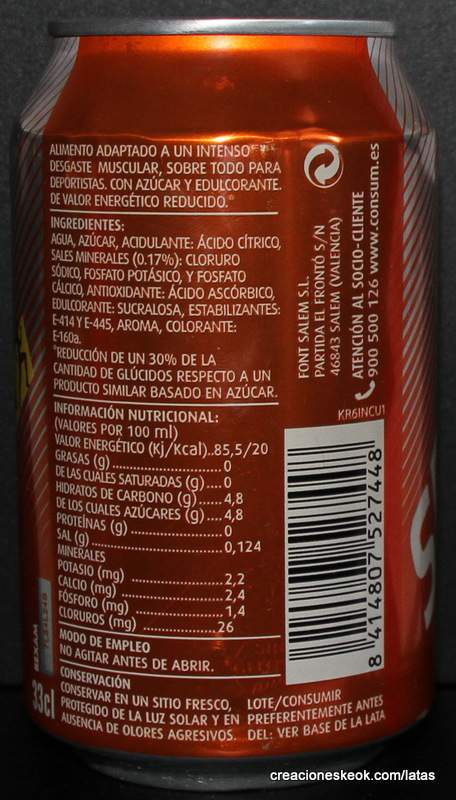 ALIMENTO ADAPTADO A UN INTENSO
DESGASTE MUSCULAR, SOBRE TODO PARA
DEPORTISTAS. CON AZÚCAR Y EDULCORANTE.
DE VALOR ENERGÉTICO REDUCIDO.*
INGREDIENTES:
AGUA, AZÚCAR, ACIDULANTE: ÁCIDO CÍTRICO,
SALES MINERALES (0.17%): CLORURO
SÓDICO, FOSFATO POTÁSICO, Y FOSFATO
CÁLCICO, ANTIOXIDANTE: ÁCIDO ASCÓRBICO,
EDULCORANTE: SUCRALOSA, ESTABILIZANTES:
E-414 Y E-445, AROMA, COLORANTE:
E-160a.
*REDUCCIÓN DE UN 30% DE LA
CANTIDAD DE GLÚCIDOS RESPECTO A UN
PRODUCTO SIMILAR BASADO EN AZÚCAR.
INFORMACIÓN NUTRICIONAL:
(VALORES POR 100 ml)
VALOR ENERGÉTICO (Kj/Kcal)..85,5/20
GRASAS (g)..............................0
DE LAS CUALES SATURADAS (g)....0
HIDRATOS DE CARBONO (g)........4,8
DE LOS CUALES AZÚCARES (g)....4,8
PROTEÍNAS (g)..........................0
SAL (g)..............................0,124
MINERALES
POTASIO (mg)........................2,2
CALCIO (mg).........................2,4
FÓSFORO (mg).......................1,4
CLORUROS (mg)....................26
MODO DE EMPLEO
NO AGITAR ANTES DE ABRIR.
CONSERVACIÓN
CONSERVAR EN UN SITIO FRESCO,
PROTEGIDO DE LA LUZ SOLAR Y EN
AUSENCIA DE OLORES AGRESIVOS.
LOTE/CONSUMIR
PREFERENTEMENTE ANTES
DEL: VER BASE DE LA LATA
33cl
REXAM
FONT SALEM S.L.
PARTIDA EL FRONTÓ S/N
46843 SALEM (VALENCIA)
ATENCIÓN AL SOCIO-CLIENTE
900 500 126 www.consum.es
KR6INCU1
8 414807 527448
creacioneskeok.com/latas